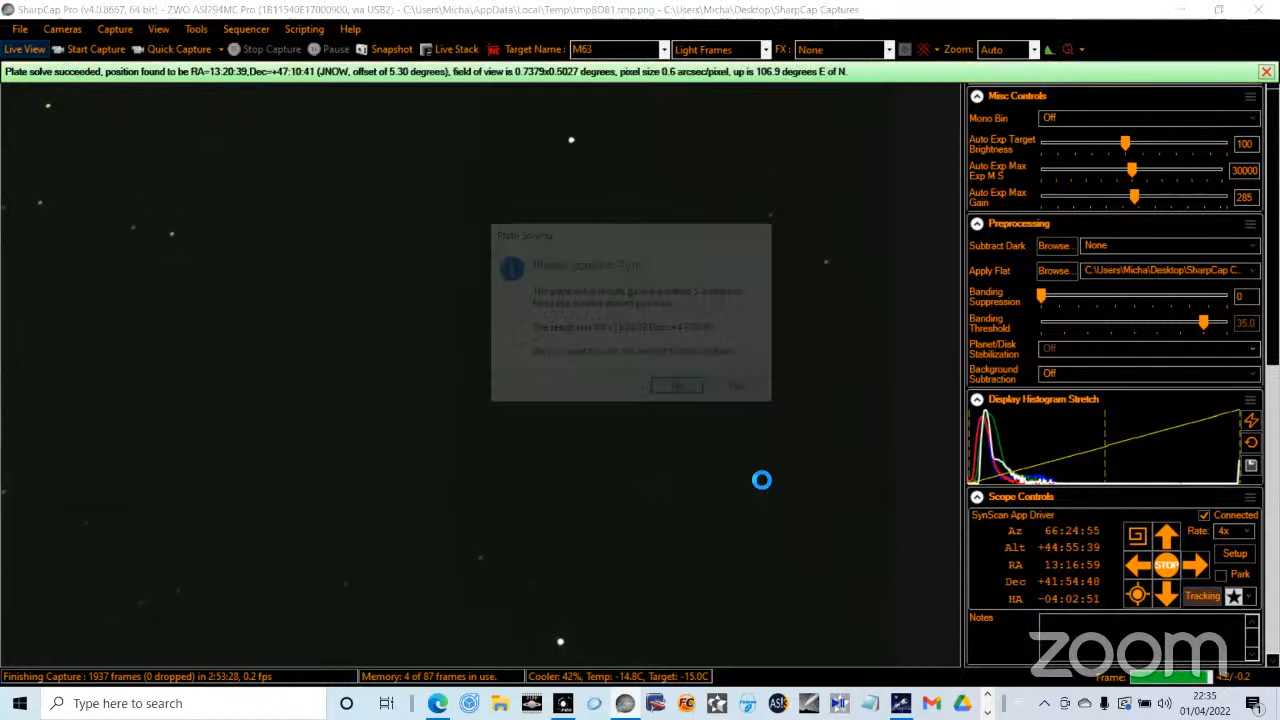 SharpCap Pro (v4.0.8667, 64 bit) - ZWO ASI294MC Pro (1B11540E17000900, via USB2) - C:\Users\Micha\AppData\Local\Temp\tmpBDB1.tmp.png - C:\Users\Micha\Desktop\SharpCap Captures
File Cameras Capture View Tools Sequencer Scripting Help
Live View Start Capture Quick Capture Stop Capture Pause Snapshot Live Stack Target Name : M63 Light Frames FX : None Zoom: Auto
Plate solve succeeded, position found to be RA=13:20:39,Dec=+47:10:41 (JNOW, offset of 5.30 degrees), field of view is 0.7379x0.5027 degrees, pixel size 0.6 arcsec/pixel, up is 106.9 degrees E of N.
Misc Controls
Mono Bin Off
Auto Exp Target Brightness 100
Auto Exp Max Exp M S 30000
Auto Exp Max Gain 285
Preprocessing
Subtract Dark Browse... None
Apply Flat Browse... C:\Users\Micha\Desktop\SharpCap C...
Banding Suppression 0
Banding Threshold 35.0
Planet/Disk Stabilization Off
Background Subtraction Off
Display Histogram Stretch
Scope Controls
SynScan App Driver Connected
Az 66:24:55 Rate: 4x
Alt +44:55:39 Setup
RA 13:16:59 STOP
Dec +41:54:48 Park
HA -04:02:51 Tracking
Notes
Plate Solving
zoom
Finishing Capture : 1937 frames (0 dropped) in 2:53:28, 0.2 fps Memory: 4 of 87 frames in use. Cooler: 42%, Temp: -14.8C, Target: -15.0C Frame:
Type here to search
22:35
01/04/2022